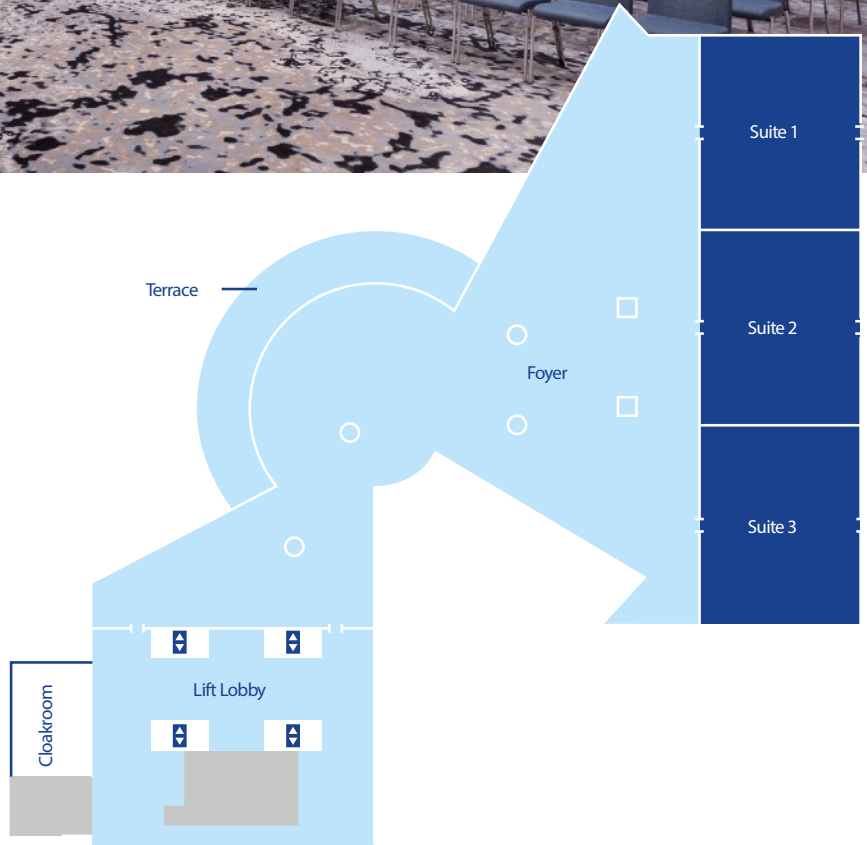 Suite 1
Terrace
Suite 2
Foyer
Suite 3
Lift Lobby
Cloakroom